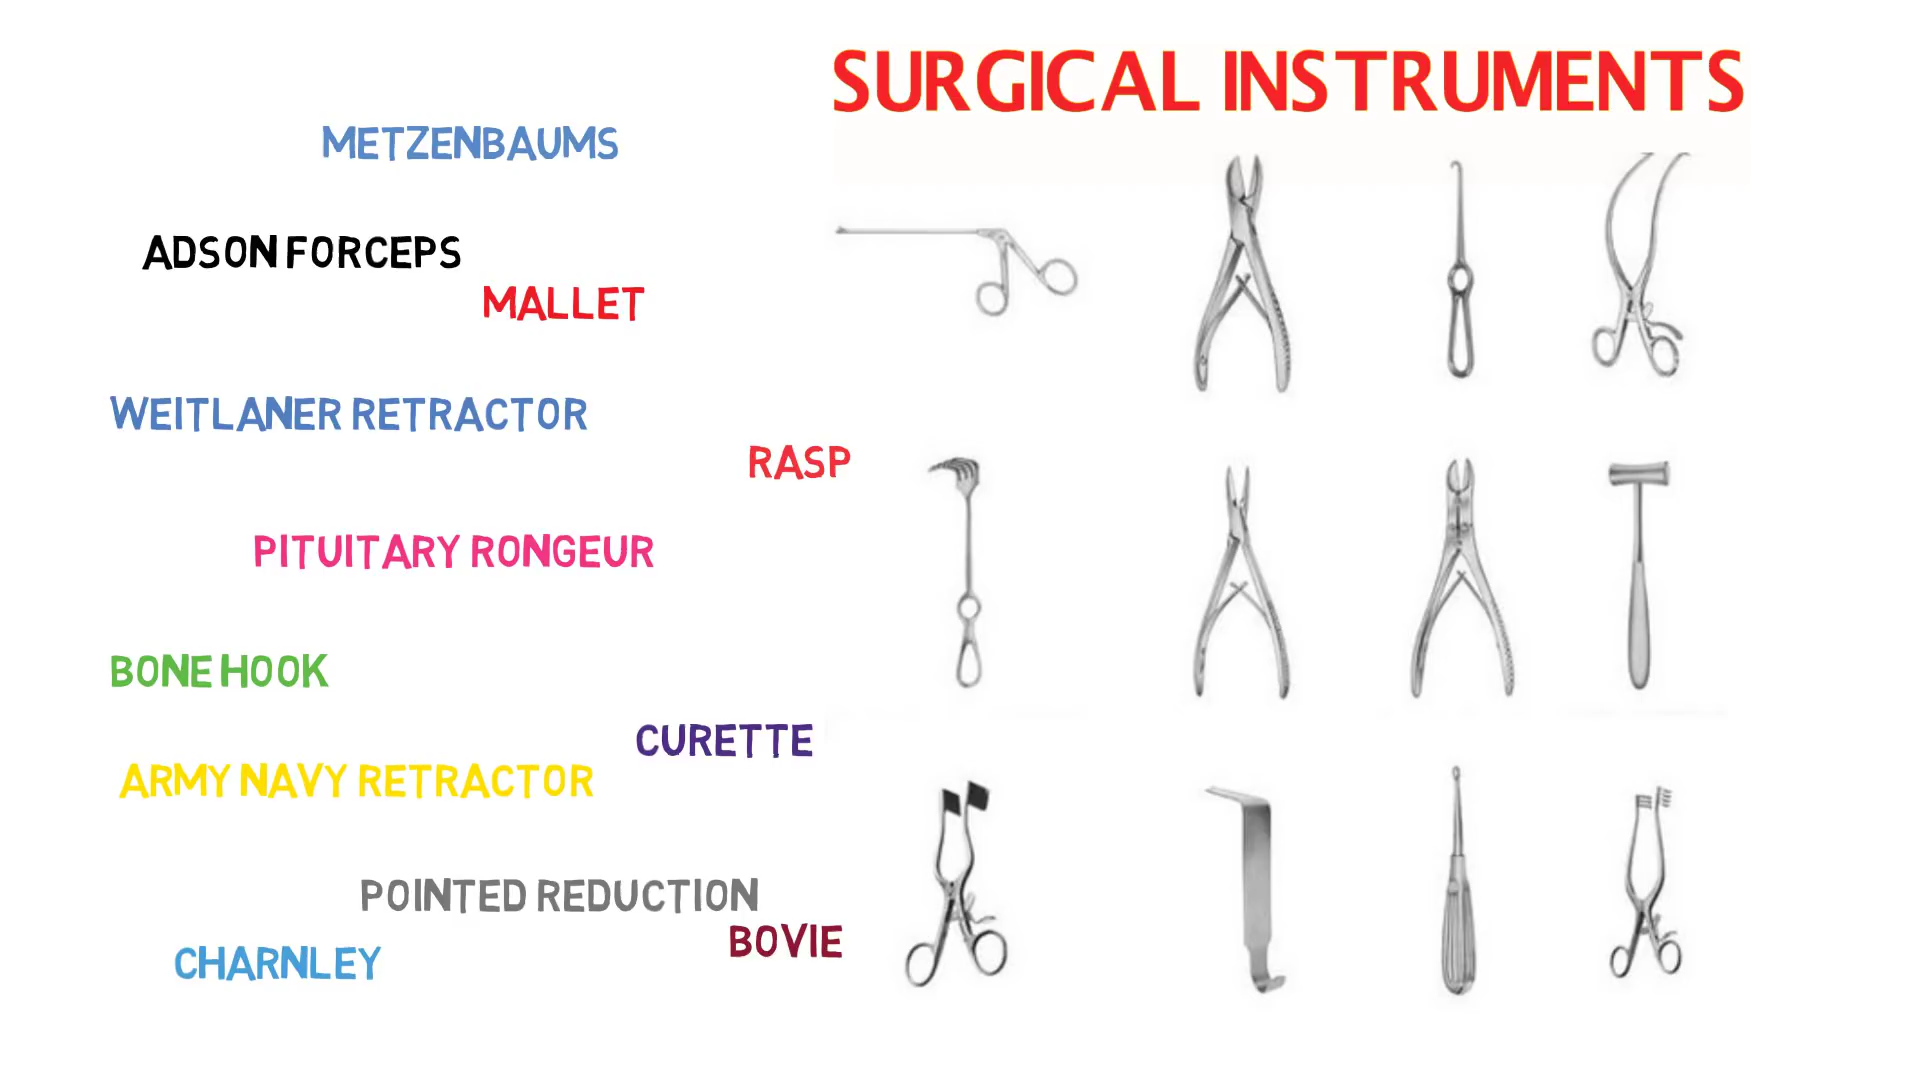 SURGICAL INSTRUMENTS
METZENBAUMS
ADSON FORCEPS
MALLET
WEITLANER RETRACTOR
RASP
PITUITARY RONGEUR
BONE HOOK
CURETTE
ARMY NAVY RETRACTOR
POINTED REDUCTION
BOVIE
CHARNLEY